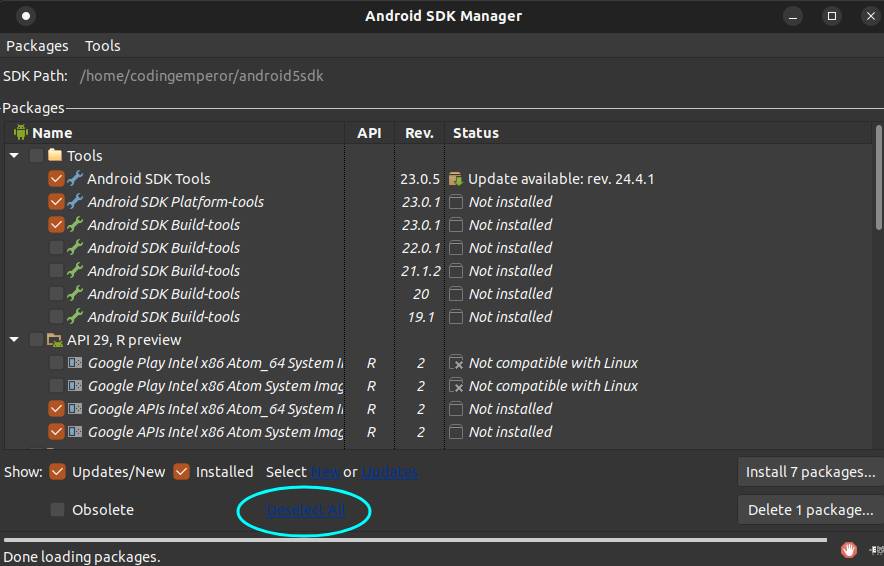 Android SDK Manager
Packages Tools
SDK Path: /home/codingemperor/android5sdk
Packages
Name API Rev. Status
Tools
Android SDK Tools 23.0.5 Update available: rev. 24.4.1
Android SDK Platform-tools 23.0.1 Not installed
Android SDK Build-tools 23.0.1 Not installed
Android SDK Build-tools 22.0.1 Not installed
Android SDK Build-tools 21.1.2 Not installed
Android SDK Build-tools 20 Not installed
Android SDK Build-tools 19.1 Not installed
API 29, R preview
Google Play Intel x86 Atom_64 System R 2 Not compatible with Linux
Google Play Intel x86 Atom System Imag R 2 Not compatible with Linux
Google APIs Intel x86 Atom_64 System R 2 Not installed
Google APIs Intel x86 Atom System Imag R 2 Not installed
Show: Updates/New Installed Select New or Updates Install 7 packages...
Obsolete Deselect All Delete 1 package...
Done loading packages.